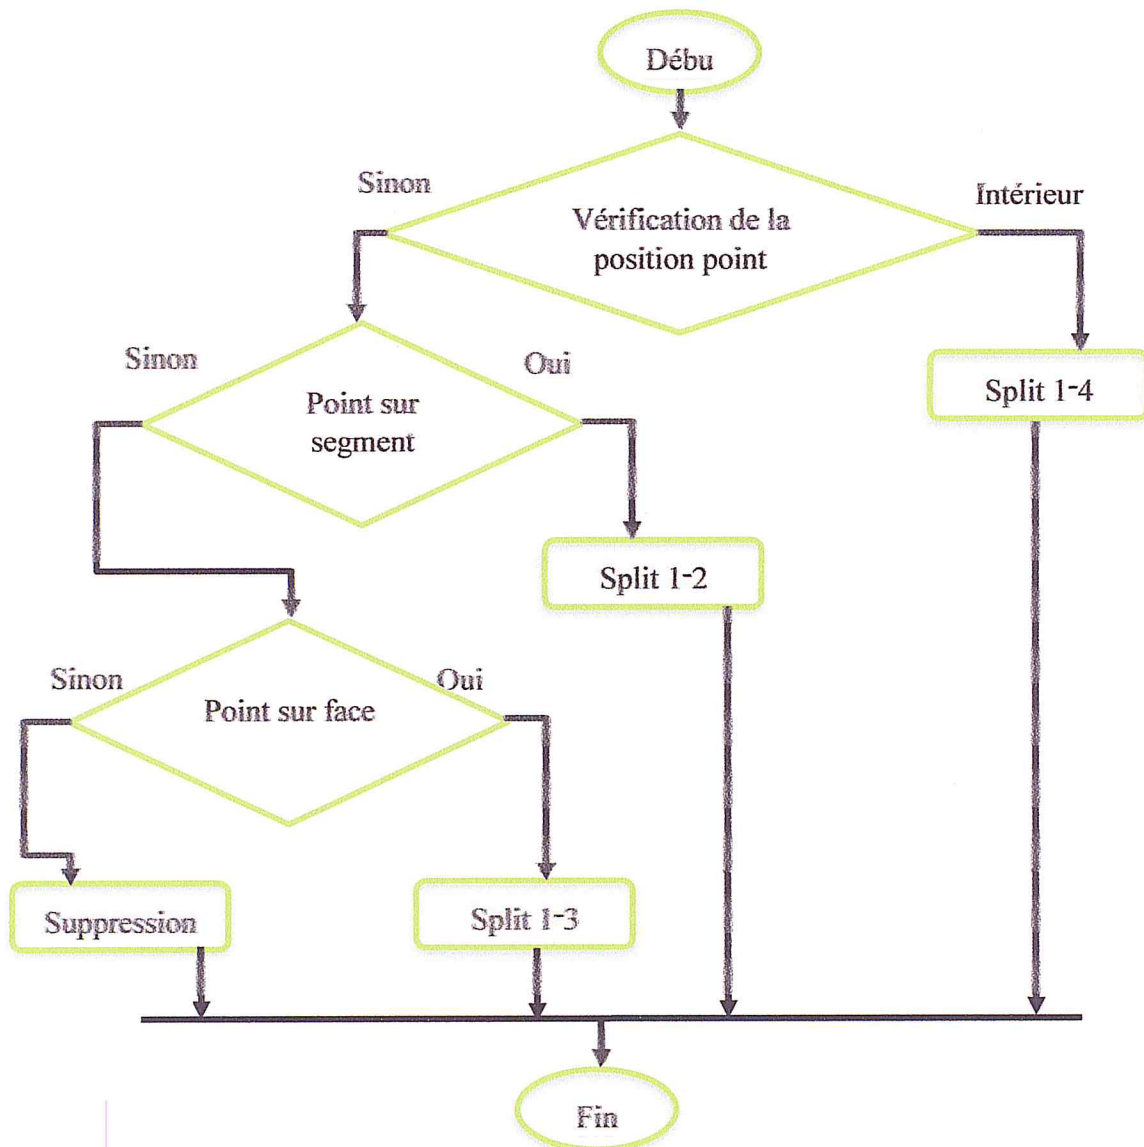 Débu
Sinon
Intérieur
Vérification de la
position point
Sinon
Oui
Point sur
segment
Split 1-4
Split 1-2
Sinon
Oui
Point sur face
Suppression
Split 1-3
Fin